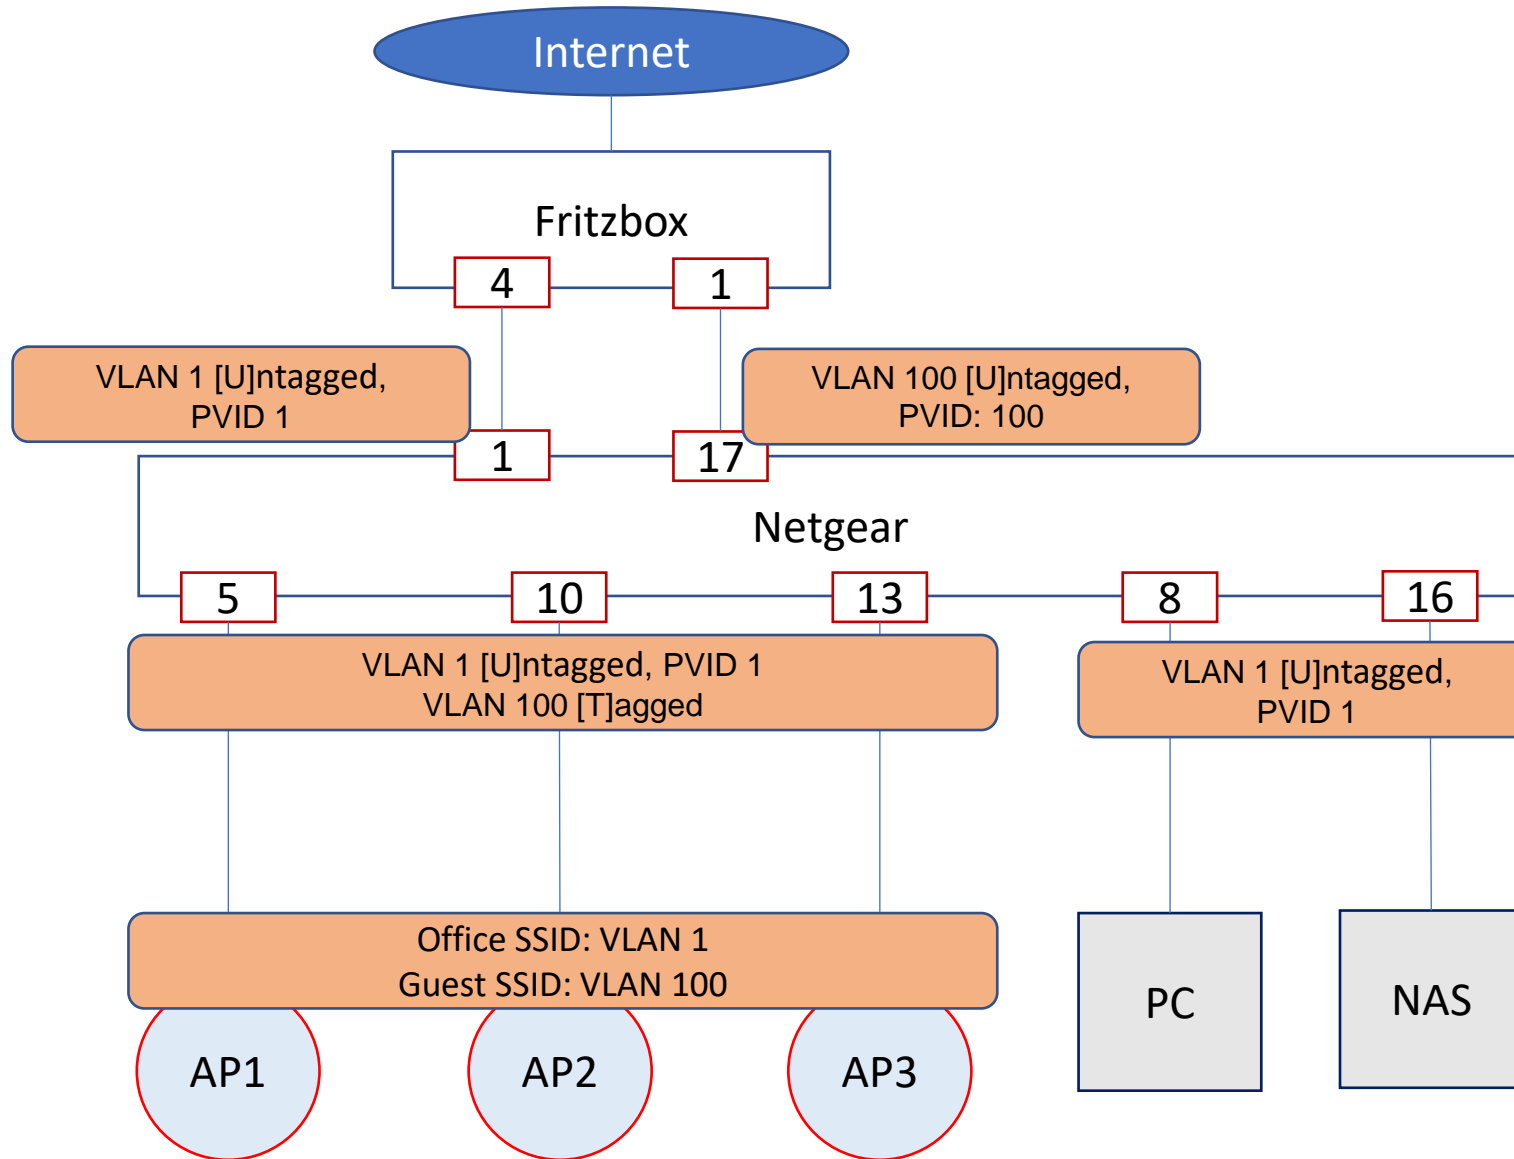 Internet
Fritzbox
4
1
VLAN 1 [U]ntagged,
PVID 1
VLAN 100 [U]ntagged,
PVID: 100
1
17
Netgear
5
10
13
8
16
VLAN 1 [U]ntagged, PVID 1
VLAN 100 [T]agged
VLAN 1 [U]ntagged,
PVID 1
Office SSID: VLAN 1
Guest SSID: VLAN 100
AP1
AP2
AP3
PC
NAS